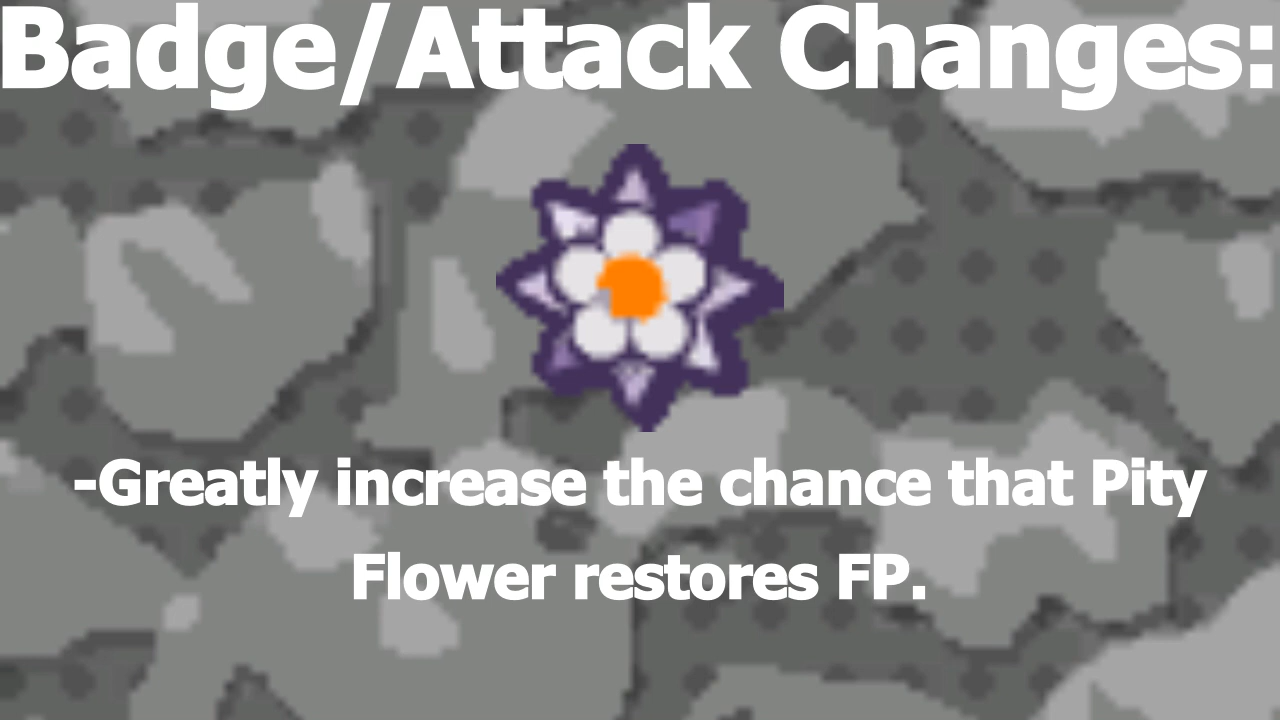 Badge/Attack Changes:
-Greatly increase the chance that Pity
Flower restores FP.